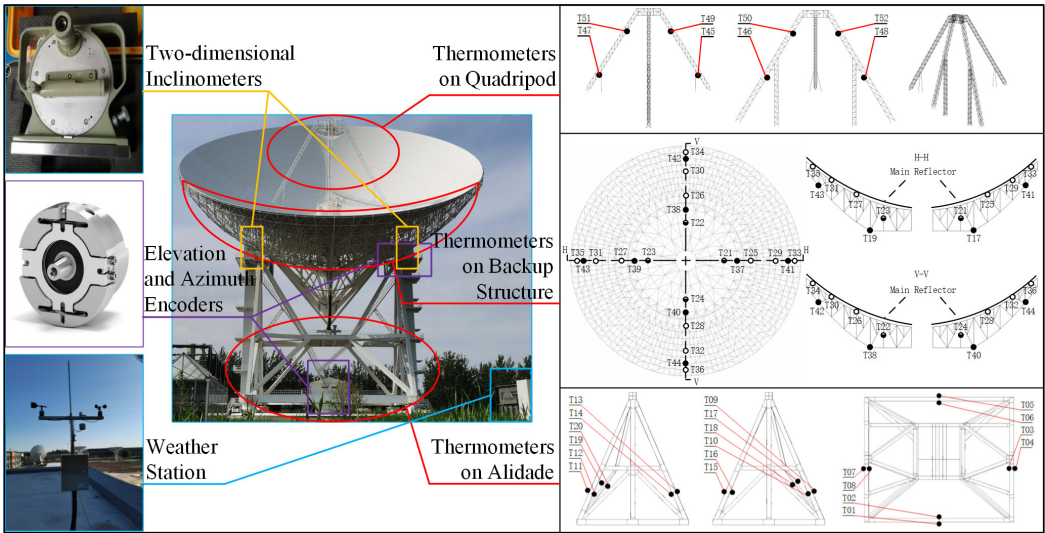 Two-dimensional
Inclinometers
Thermometers
on Quadripod
Elevation
and Azimuth
Encoders
Thermometers
on Backup
Structure
Weather
Station
Thermometers
on Alidade
T51
T47
T49
T45
T50
T46
T52
T48
V
T34
T42
T30
T26
T38
T22
H
T35
T31
T27
T23
T43
T39
T21
T25
T29
T33
H
T37
T41
T24
T40
T28
T32
T44
T36
V
H-H
Main Reflector
T35
T43
T31
T27
T23
T19
T33
T29
T41
T25
T21
T17
V-V
Main Reflector
T34
T42
T30
T26
T22
T38
T36
T32
T44
T29
T24
T40
T13
T14
T20
T19
T12
T11
T09
T17
T18
T10
T16
T15
T05
T06
T03
T04
T07
T08
T02
T01